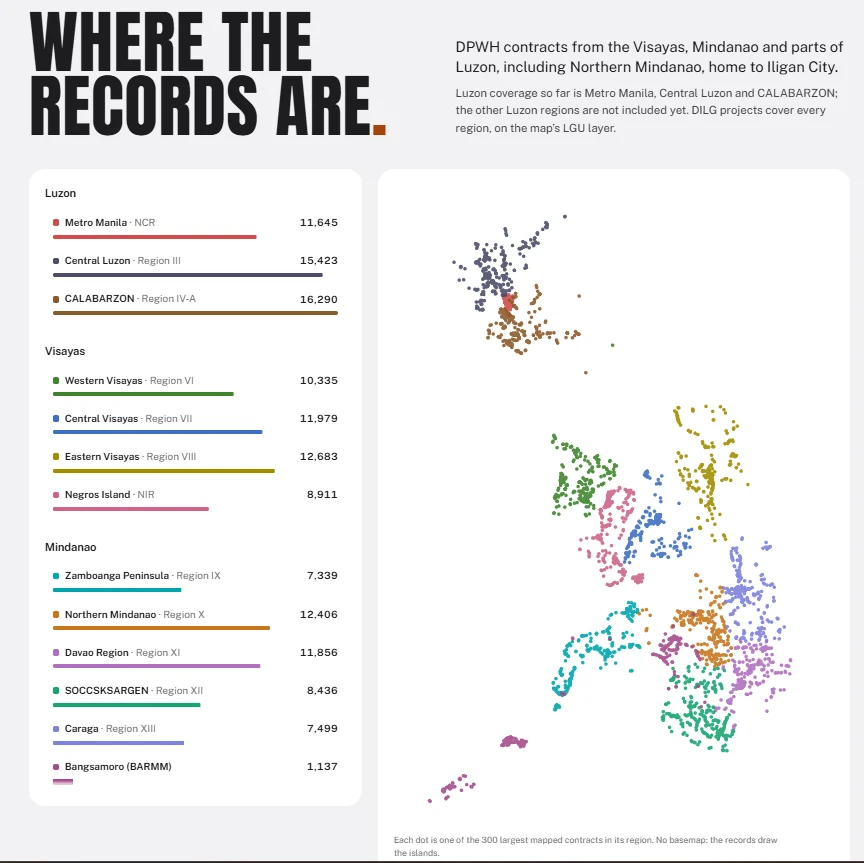 WHERE THE
RECORDS ARE.
DPWH contracts from the Visayas, Mindanao and parts of
Luzon, including Northern Mindanao, home to Iligan City.
Luzon coverage so far is Metro Manila, Central Luzon and CALABARZON;
the other Luzon regions are not included yet. DILG projects cover every
region, on the map's LGU layer.
Luzon
Metro Manila · NCR 11,645
Central Luzon · Region III 15,423
CALABARZON · Region IV-A 16,290
Visayas
Western Visayas · Region VI 10,335
Central Visayas · Region VII 11,979
Eastern Visayas · Region VIII 12,683
Negros Island · NIR 8,911
Mindanao
Zamboanga Peninsula · Region IX 7,339
Northern Mindanao · Region X 12,406
Davao Region · Region XI 11,856
SOCCSKSARGEN · Region XII 8,436
Caraga · Region XIII 7,499
Bangsamoro (BARMM) 1,137
Each dot is one of the 300 largest mapped contracts in its region. No basemap: the records draw
the islands.